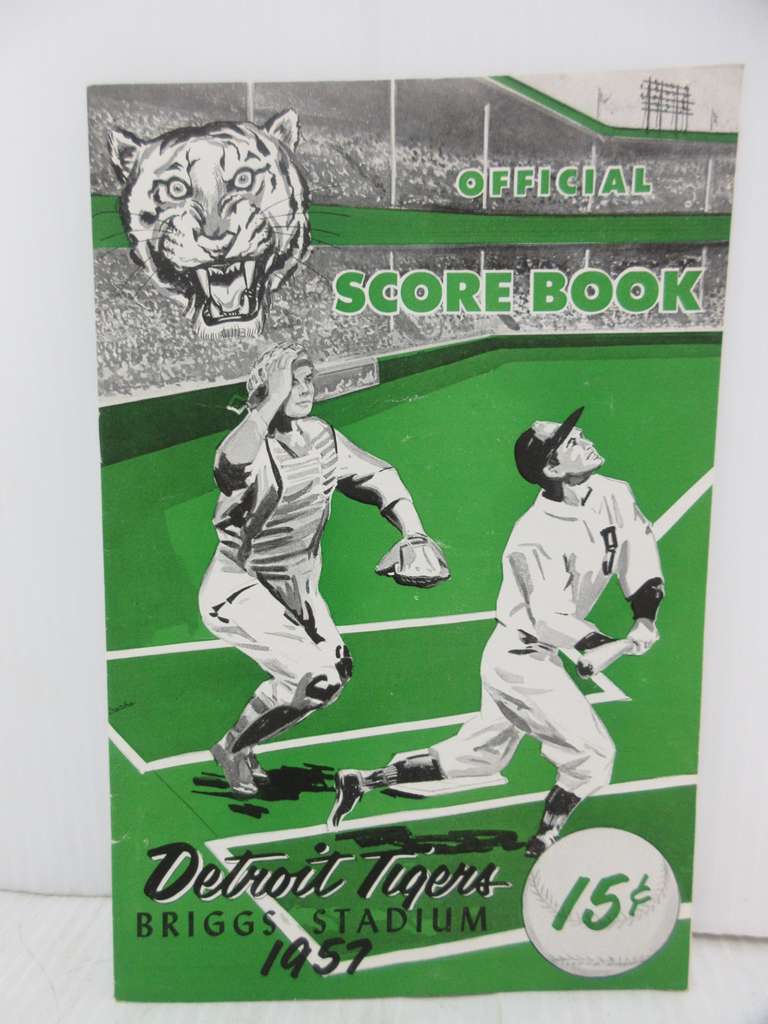 OFFICIAL
SCORE BOOK
Detroit Tigers
BRIGGS STADIUM
1957
15¢